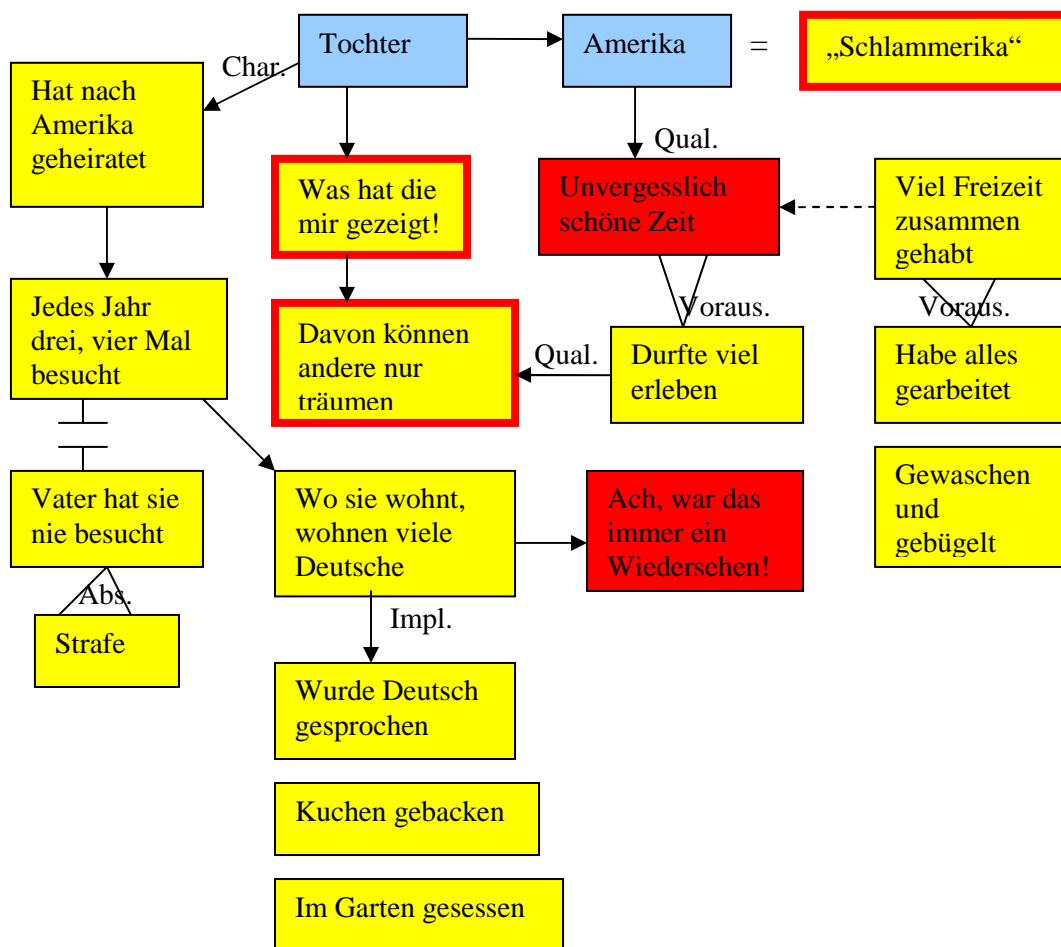 Tochter
Amerika
=
„Schlammerika“
Char.
Hat nach
Amerika
geheiratet
Qual.
Was hat die
mir gezeigt!
Unvergesslich
schöne Zeit
Viel Freizeit
zusammen
gehabt
Jedes Jahr
drei, vier Mal
besucht
Voraus.
Voraus.
Davon können
andere nur
träumen
Qual.
Durfte viel
erleben
Habe alles
gearbeitet
Vater hat sie
nie besucht
Wo sie wohnt,
wohnen viele
Deutsche
Ach, war das
immer ein
Wiedersehen!
Gewaschen
und
gebügelt
Abs.
Impl.
Strafe
Wurde Deutsch
gesprochen
Kuchen gebacken
Im Garten gesessen